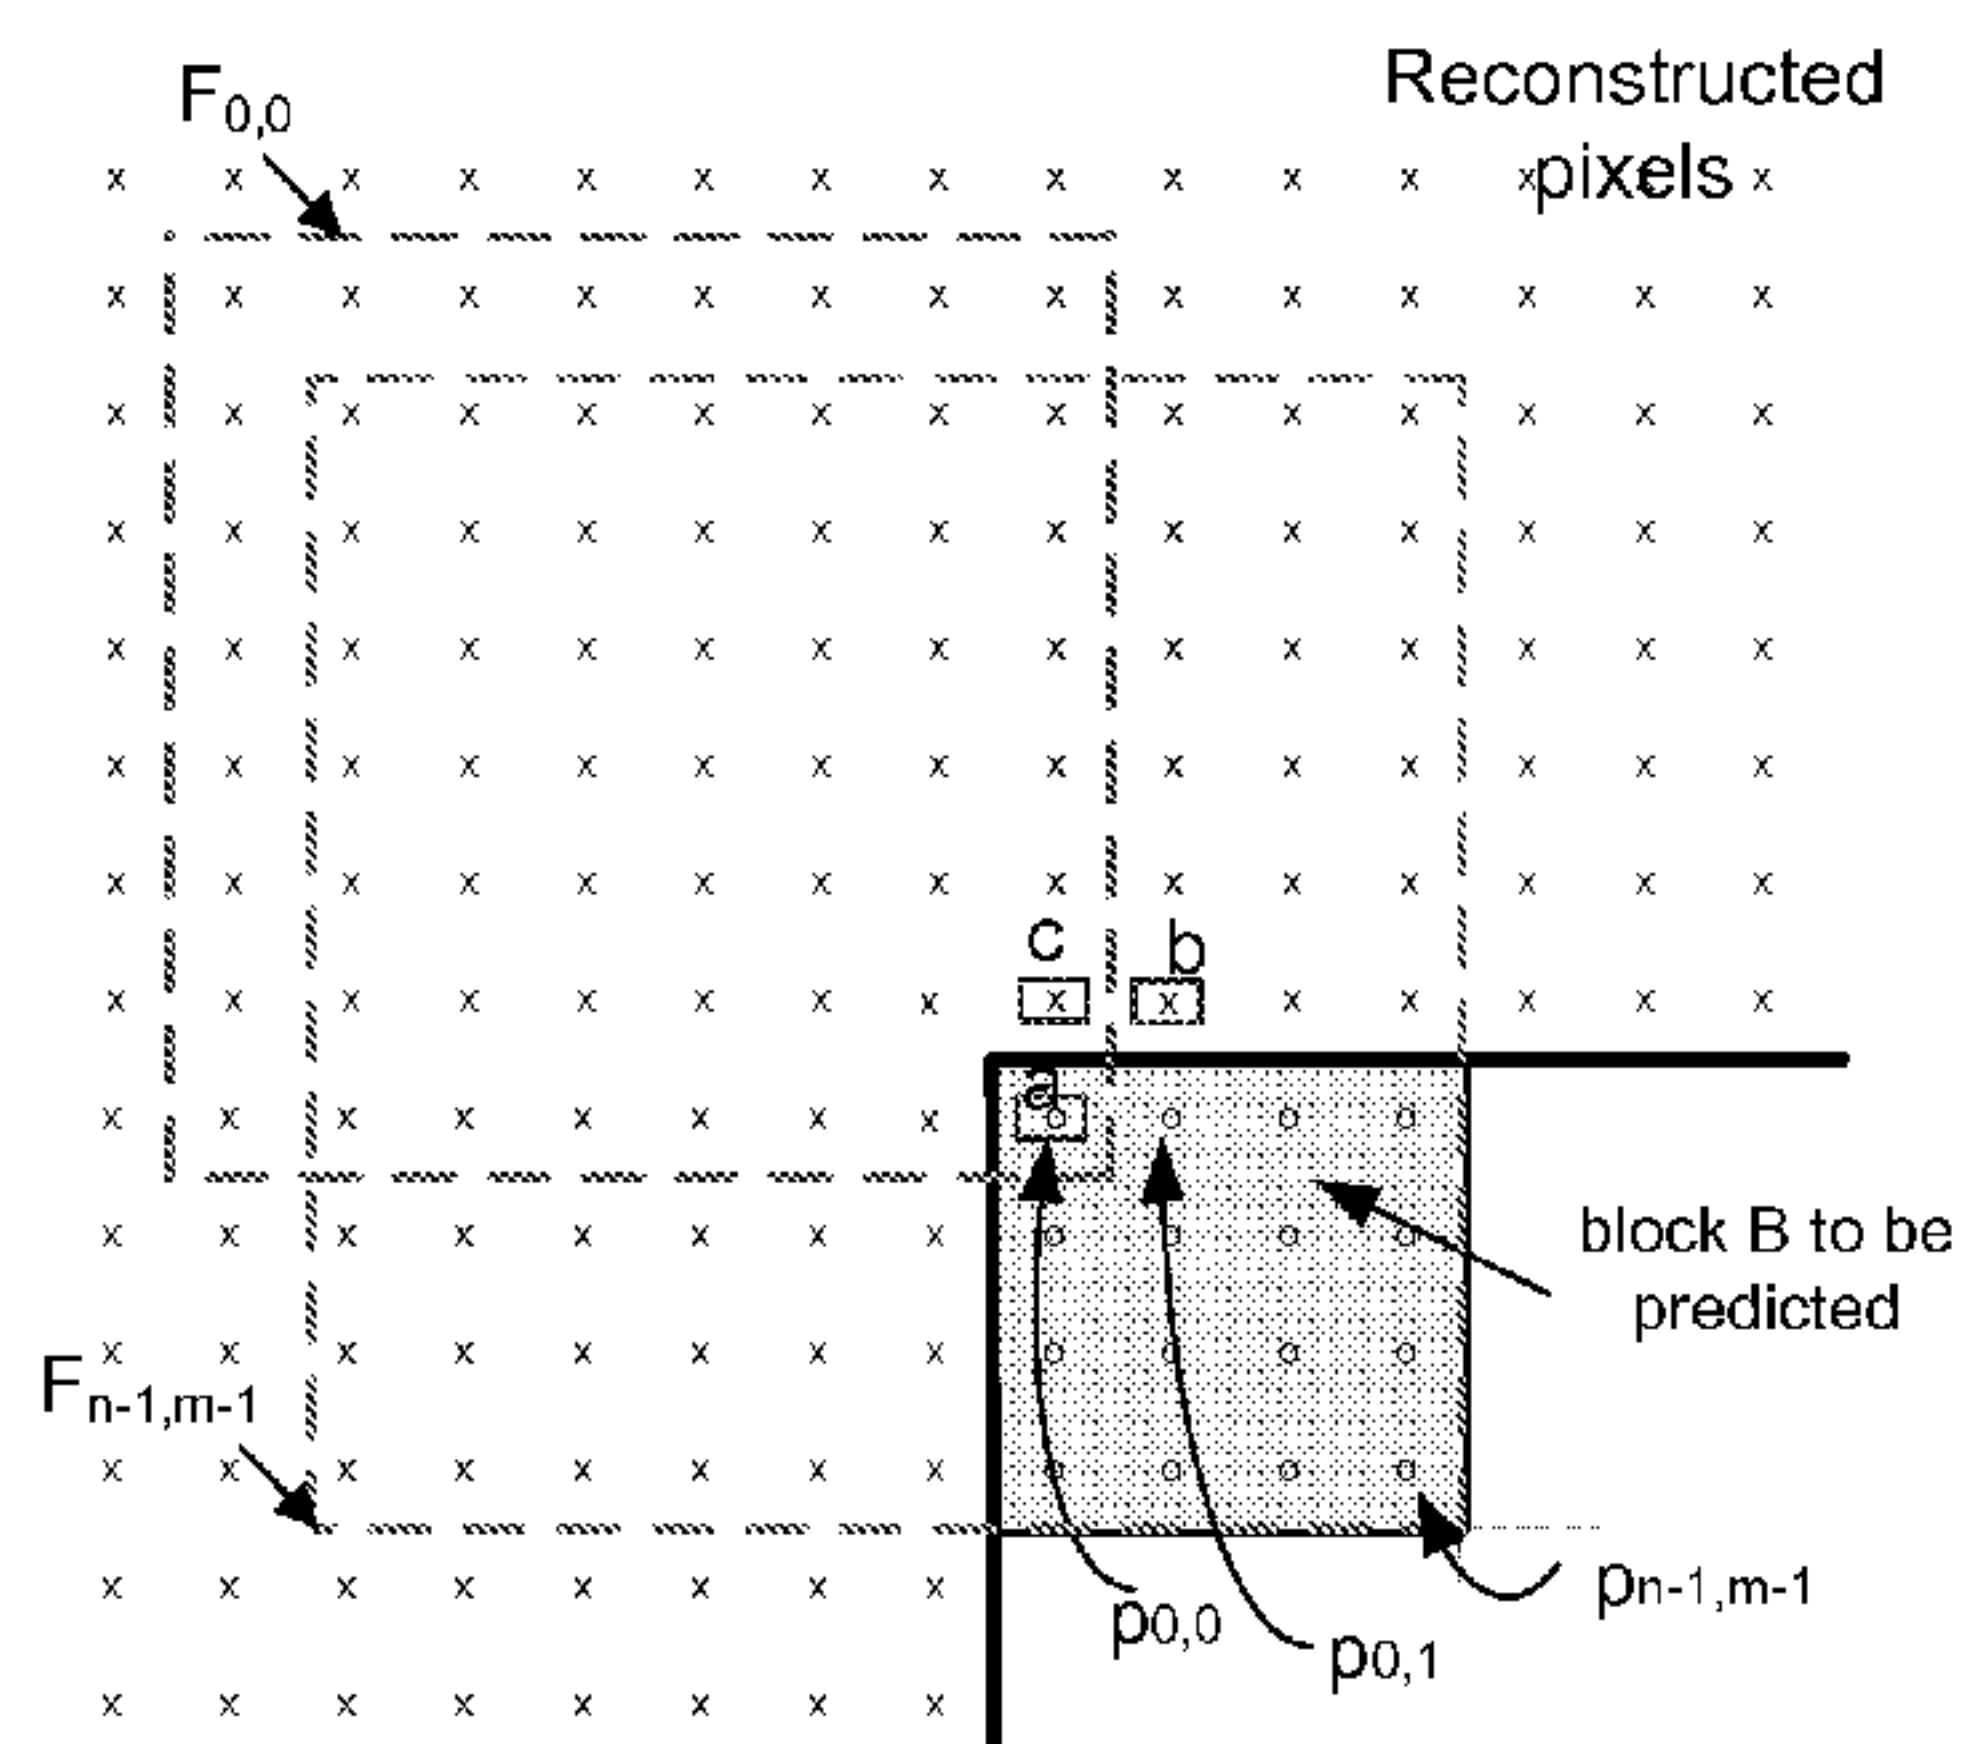 F0,0
Reconstructed
pixels
c
b
a
block B to be
predicted
Fn-1,m-1
pn-1,m-1
p0,0
p0,1